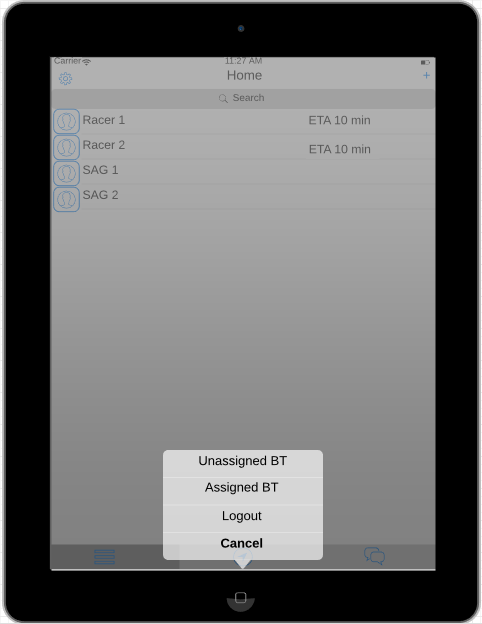 Carrier 11:27 AM
Home +
Search
Racer 1 ETA 10 min
Racer 2 ETA 10 min
SAG 1
SAG 2
Unassigned BT
Assigned BT
Logout
Cancel